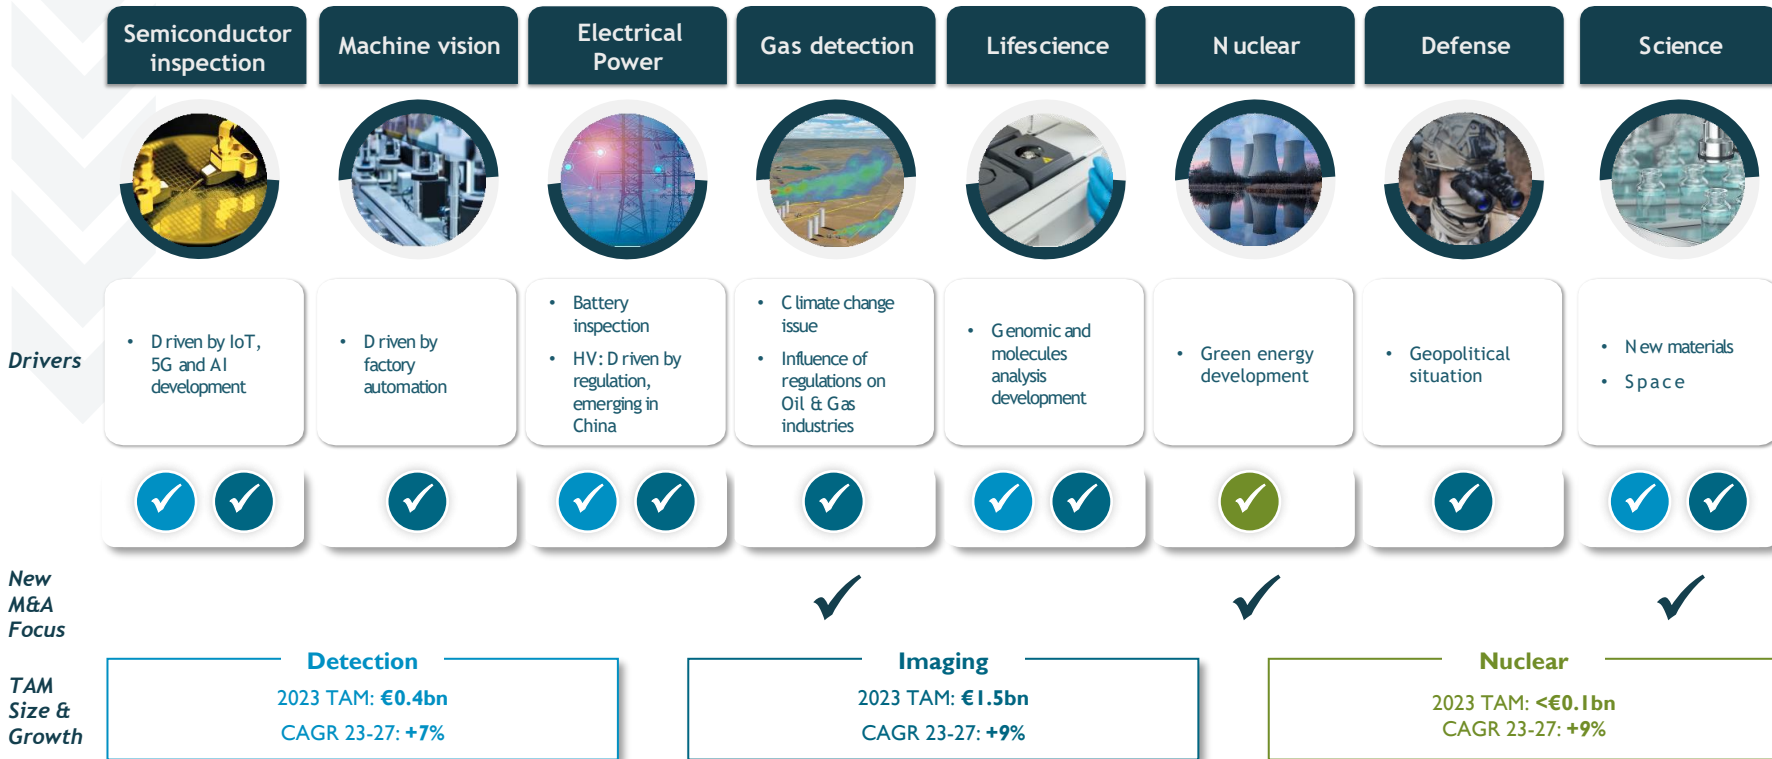 Semiconductor
inspection
Machine vision
Electrical
Power
Gas detection
Lifescience
Nuclear
Defense
Science
Drivers
• Driven by IoT,
5G and AI
development
• Driven by
factory
automation
• Battery
inspection
• HV: Driven by
regulation,
emerging in
China
• Climate change
issue
• Influence of
regulations on
Oil & Gas
industries
• Genomic and
molecules
analysis
development
• Green energy
development
• Geopolitical
situation
• New materials
• Space
New
M&A
Focus
TAM
Size &
Growth
Detection
2023 TAM: €0.4bn
CAGR 23-27: +7%
Imaging
2023 TAM: €1.5bn
CAGR 23-27: +9%
Nuclear
2023 TAM: <€0.1bn
CAGR 23-27: +9%